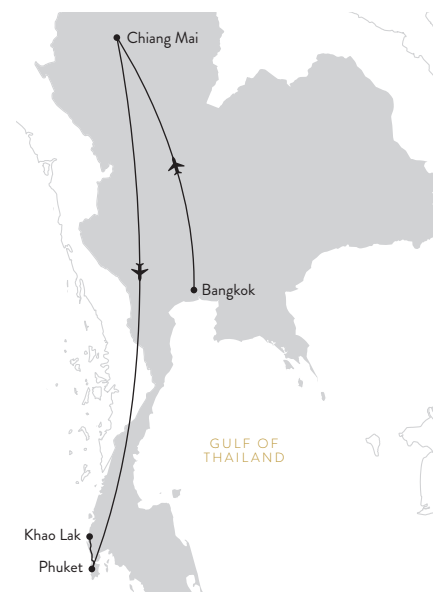 Chiang Mai
Bangkok
GULF OF
THAILAND
Khao Lak
Phuket